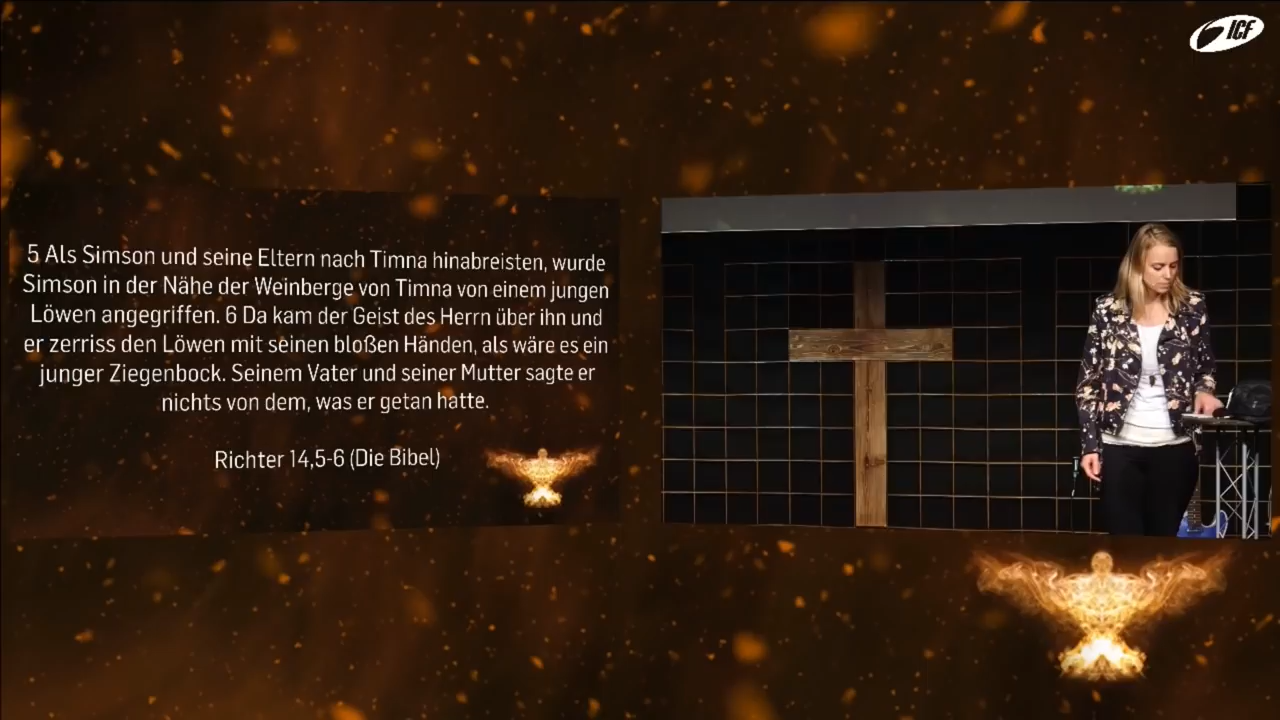 ICF
5 Als Simson und seine Eltern nach Timna hinabreisten, wurde
Simson in der Nähe der Weinberge von Timna von einem jungen
Löwen angegriffen. 6 Da kam der Geist des Herrn über ihn und
er zerriss den Löwen mit seinen bloßen Händen, als wäre es ein
junger Ziegenbock. Seinem Vater und seiner Mutter sagte er
nichts von dem, was er getan hatte.
Richter 14,5-6 (Die Bibel)